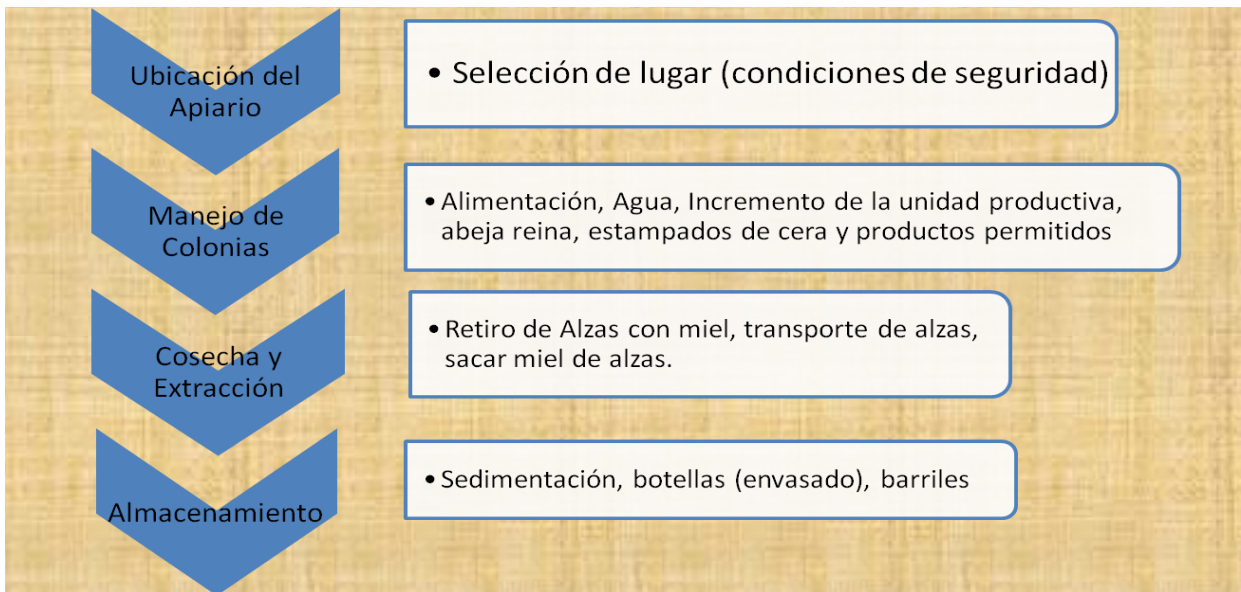 Ubicación del
Apiario
• Selección de lugar (condiciones de seguridad)
Manejo de
Colonias
• Alimentación, Agua, Incremento de la unidad productiva,
abeja reina, estampados de cera y productos permitidos
Cosecha y
Extracción
• Retiro de Alzas con miel, transporte de alzas,
sacar miel de alzas.
Almacenamiento
• Sedimentación, botellas (envasado), barriles